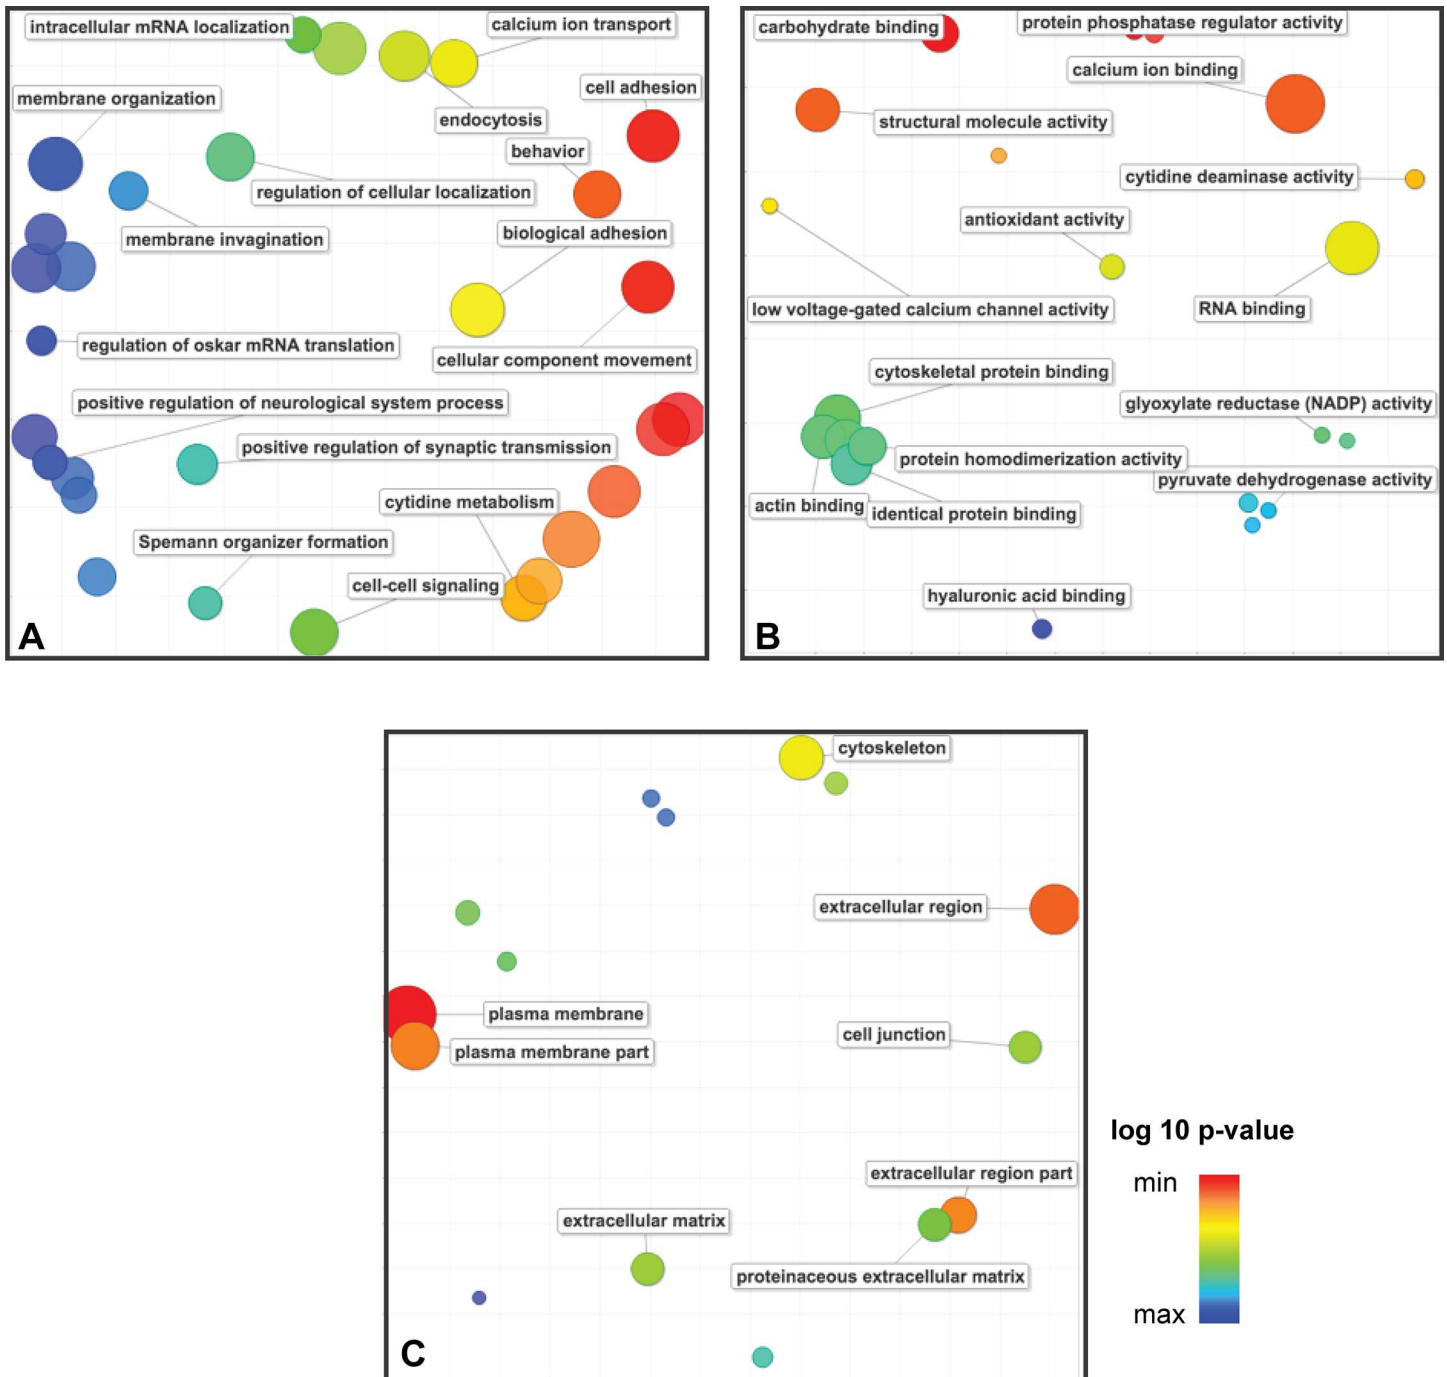 intracellular mRNA localization
calcium ion transport
cell adhesion
membrane organization
endocytosis
behavior
regulation of cellular localization
biological adhesion
membrane invagination
regulation of oskar mRNA translation
cellular component movement
positive regulation of neurological system process
positive regulation of synaptic transmission
cytidine metabolism
Spemann organizer formation
cell-cell signaling
A
carbohydrate binding
protein phosphatase regulator activity
calcium ion binding
structural molecule activity
cytidine deaminase activity
antioxidant activity
low voltage-gated calcium channel activity
RNA binding
cytoskeletal protein binding
glyoxylate reductase (NADP) activity
protein homodimerization activity
pyruvate dehydrogenase activity
actin binding
identical protein binding
hyaluronic acid binding
B
cytoskeleton
extracellular region
plasma membrane
cell junction
plasma membrane part
extracellular region part
extracellular matrix
proteinaceous extracellular matrix
C
log 10 p-value
min
max